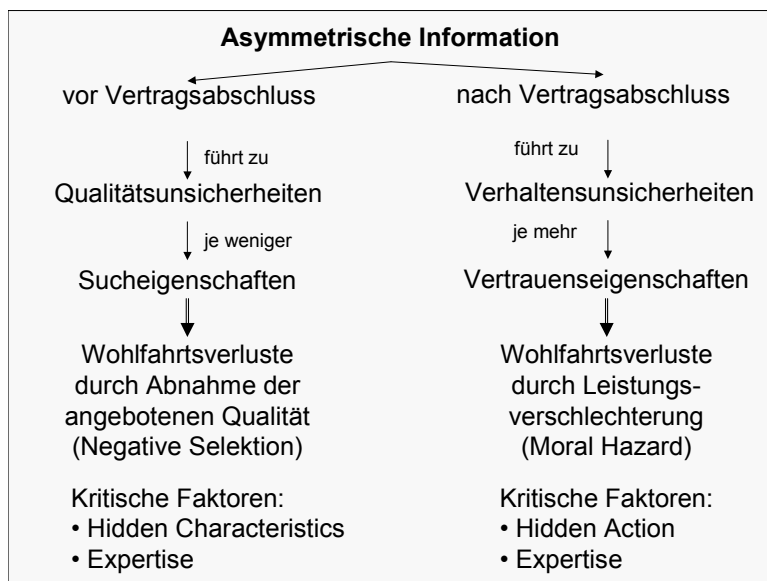 Asymmetrische Information
vor Vertragsabschluss
führt zu
Qualitätsunsicherheiten
je weniger
Sucheigenschaften
Wohlfahrtsverluste
durch Abnahme der
angebotenen Qualität
(Negative Selektion)
Kritische Faktoren:
• Hidden Characteristics
• Expertise
nach Vertragsabschluss
führt zu
Verhaltensunsicherheiten
je mehr
Vertrauenseigenschaften
Wohlfahrtsverluste
durch Leistungs-
verschlechterung
(Moral Hazard)
Kritische Faktoren:
• Hidden Action
• Expertise